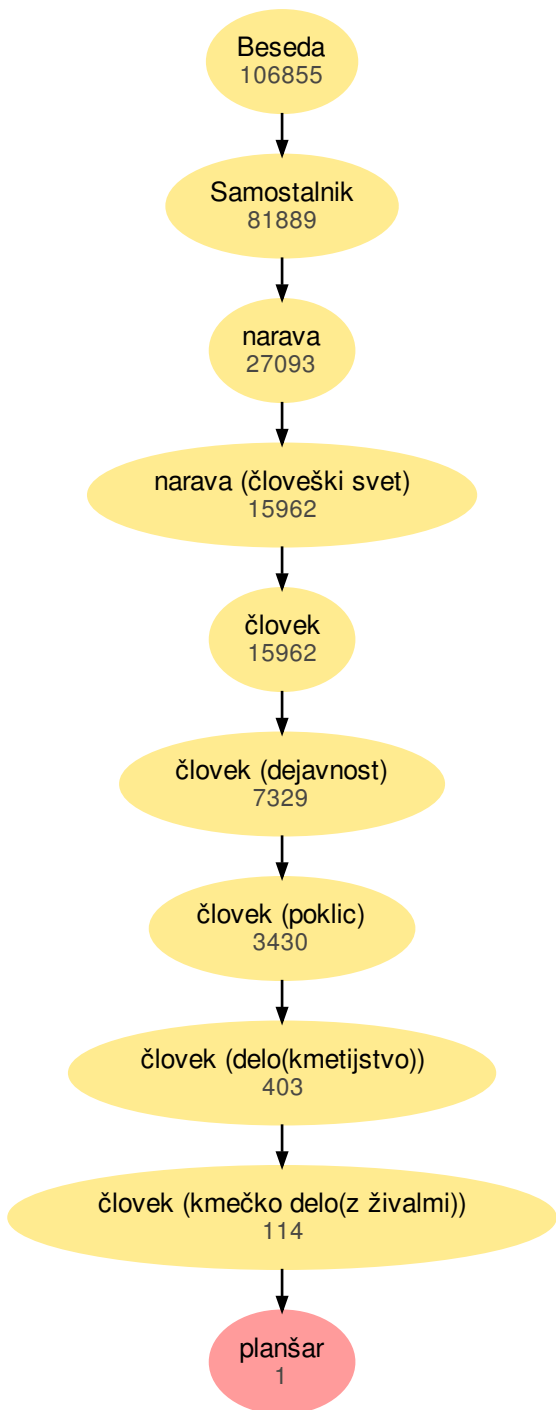 Beseda
106855
Samostalnik
81889
narava
27093
narava (človeški svet)
15962
človek
15962
človek (dejavnost)
7329
človek (poklic)
3430
človek (delo(kmetijstvo))
403
človek (kmečko delo(z živalmi))
114
planšar
1